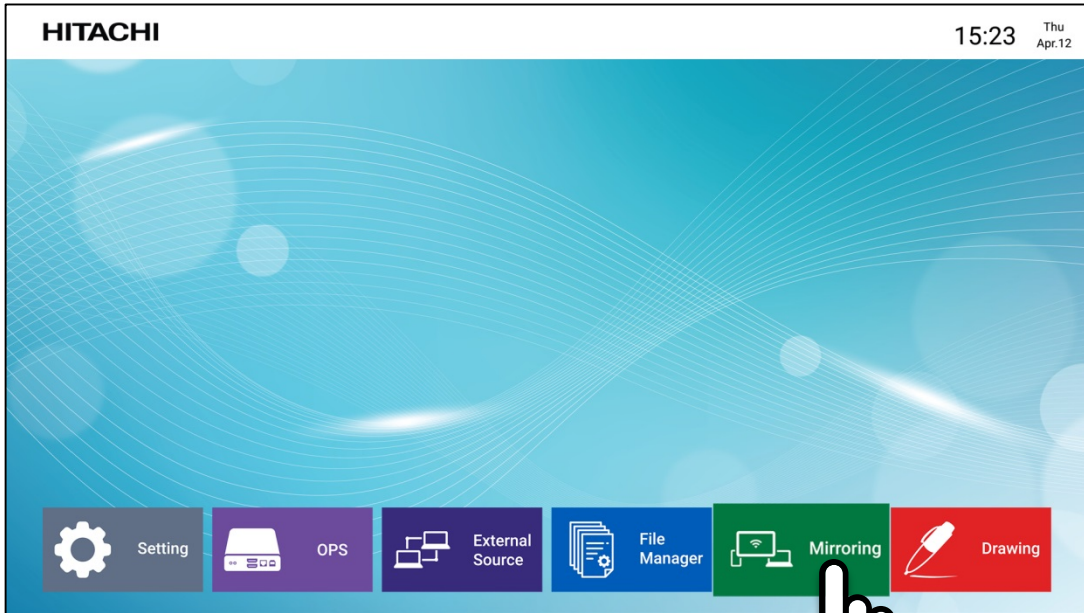 HITACHI
15:23
Thu
Apr.12
Setting
OPS
External
Source
File
Manager
Mirroring
Drawing